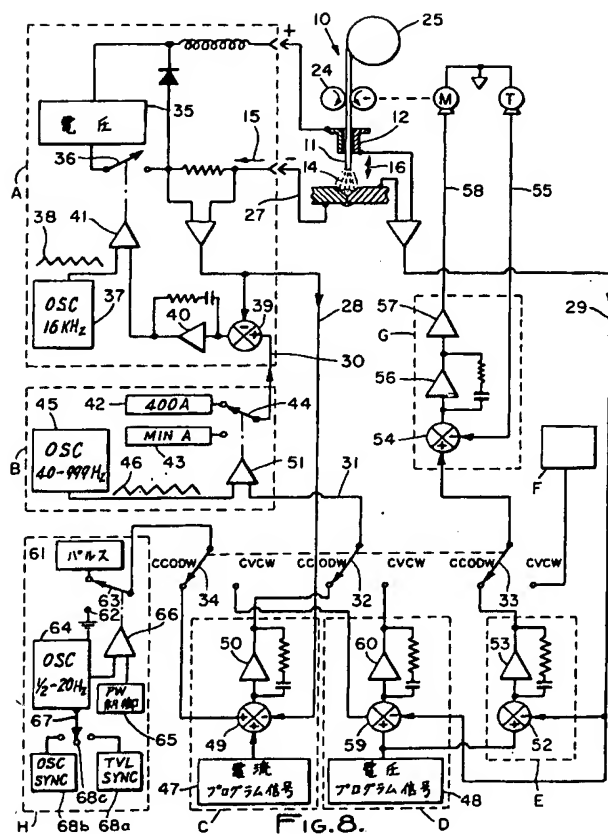 10
25
35
24
M
T
電圧
36
15
+
−
12
11
16
A
14
27
58
55
41
38
OSC
16KHz
37
40
39
28
30
29
57
G
56
54
45
42
400A
44
43
MIN A
OSC
40-999Hz
46
51
B
31
F
61
パルス
CCODW
CVCW
CCODW
CVCW
CCODW
CVCW
63
62
34
32
33
64
OSC
1/2-20Hz
66
50
60
53
67
PW
制御
65
49
59
52
OSC
SYNC
TVL
SYNC
H
68b
68c
68a
47
電流
プログラム信号
C
電圧
プログラム信号
48
D
E
FIG.8.